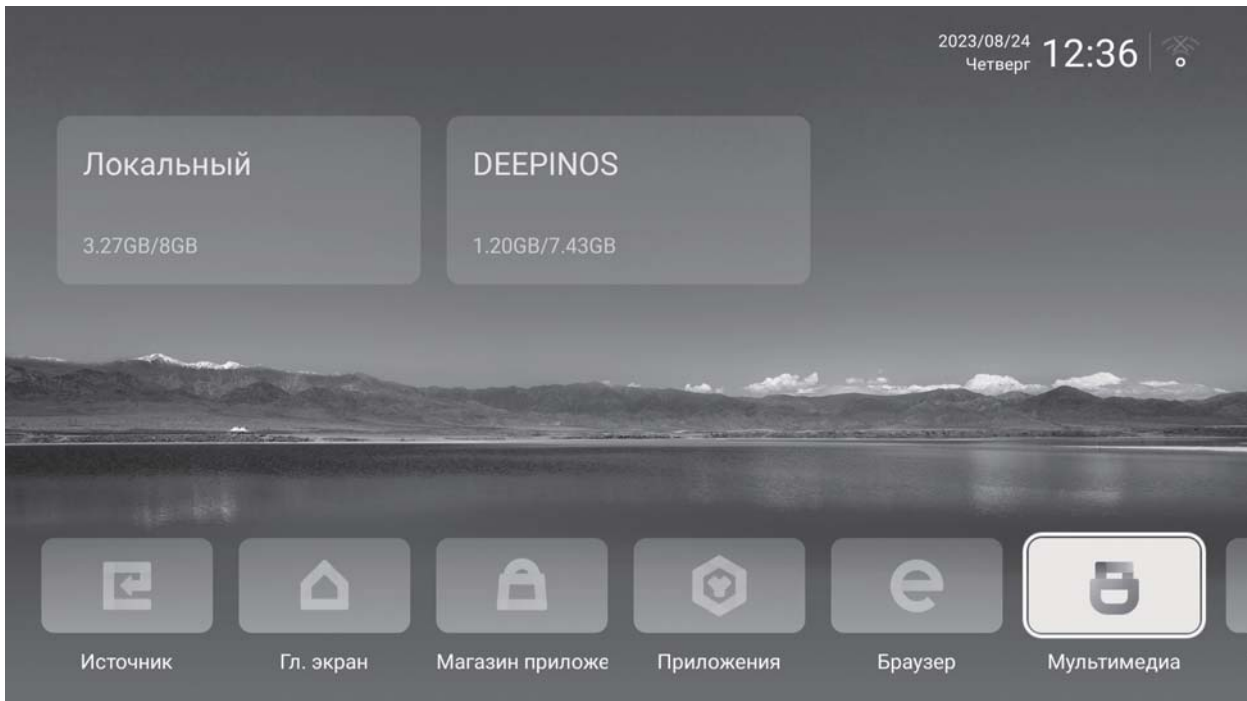 2023/08/24
Четверг
12:36
Локальный
DEEPINOS
3.27GB/8GB
1.20GB/7.43GB
Источник
Гл. экран
Магазин приложе
Приложения
Браузер
Мультимедиа